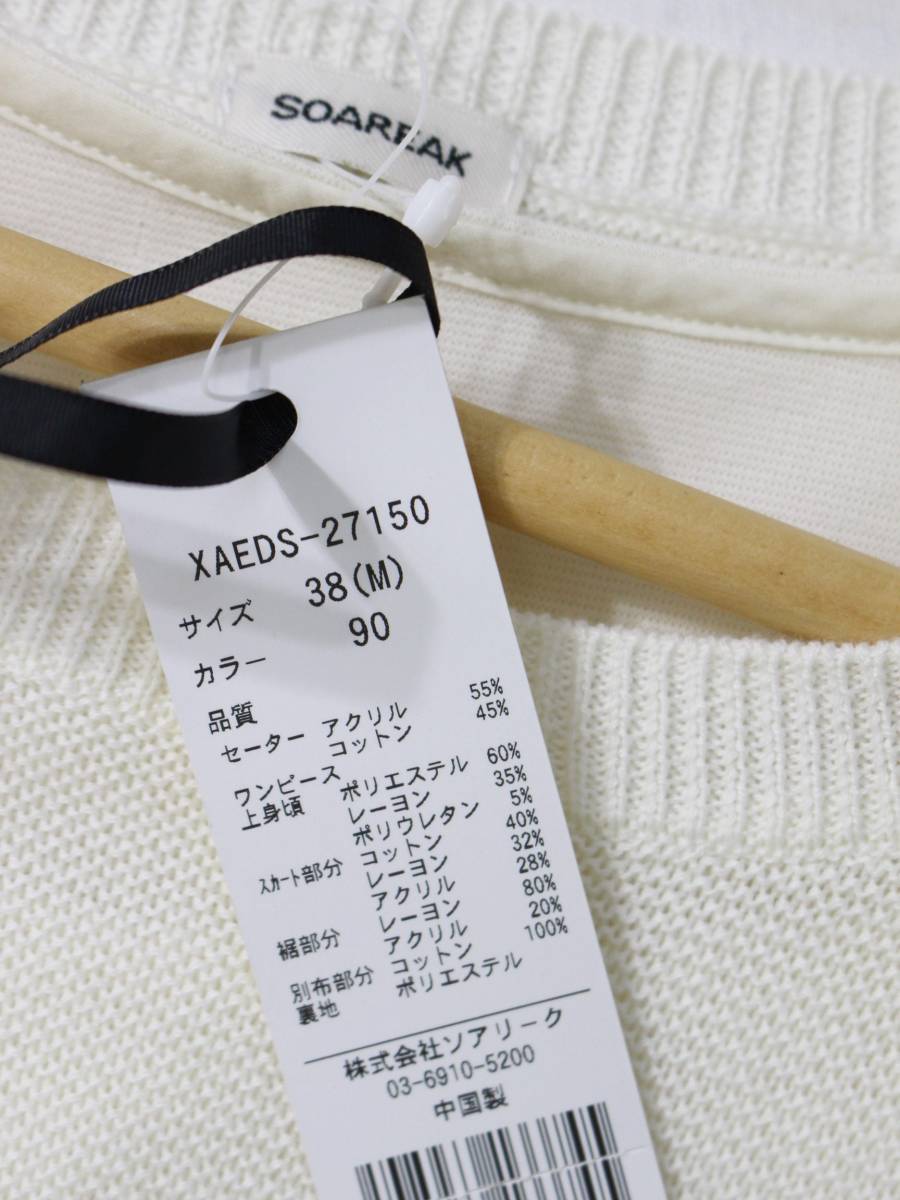 SOAREAK
XAEDS-27150
サイズ 38(M)
カラー 90
品質
セーター アクリル 55%
コットン 45%
ワンピース
上身頃 ポリエステル 60%
レーヨン 35%
ポリウレタン 5%
スカート部分 コットン 40%
レーヨン 32%
アクリル 28%
裾部分 レーヨン 80%
アクリル 20%
別布部分 コットン 100%
裏地 ポリエステル
株式会社ソアリーク
03-6910-5200
中国製